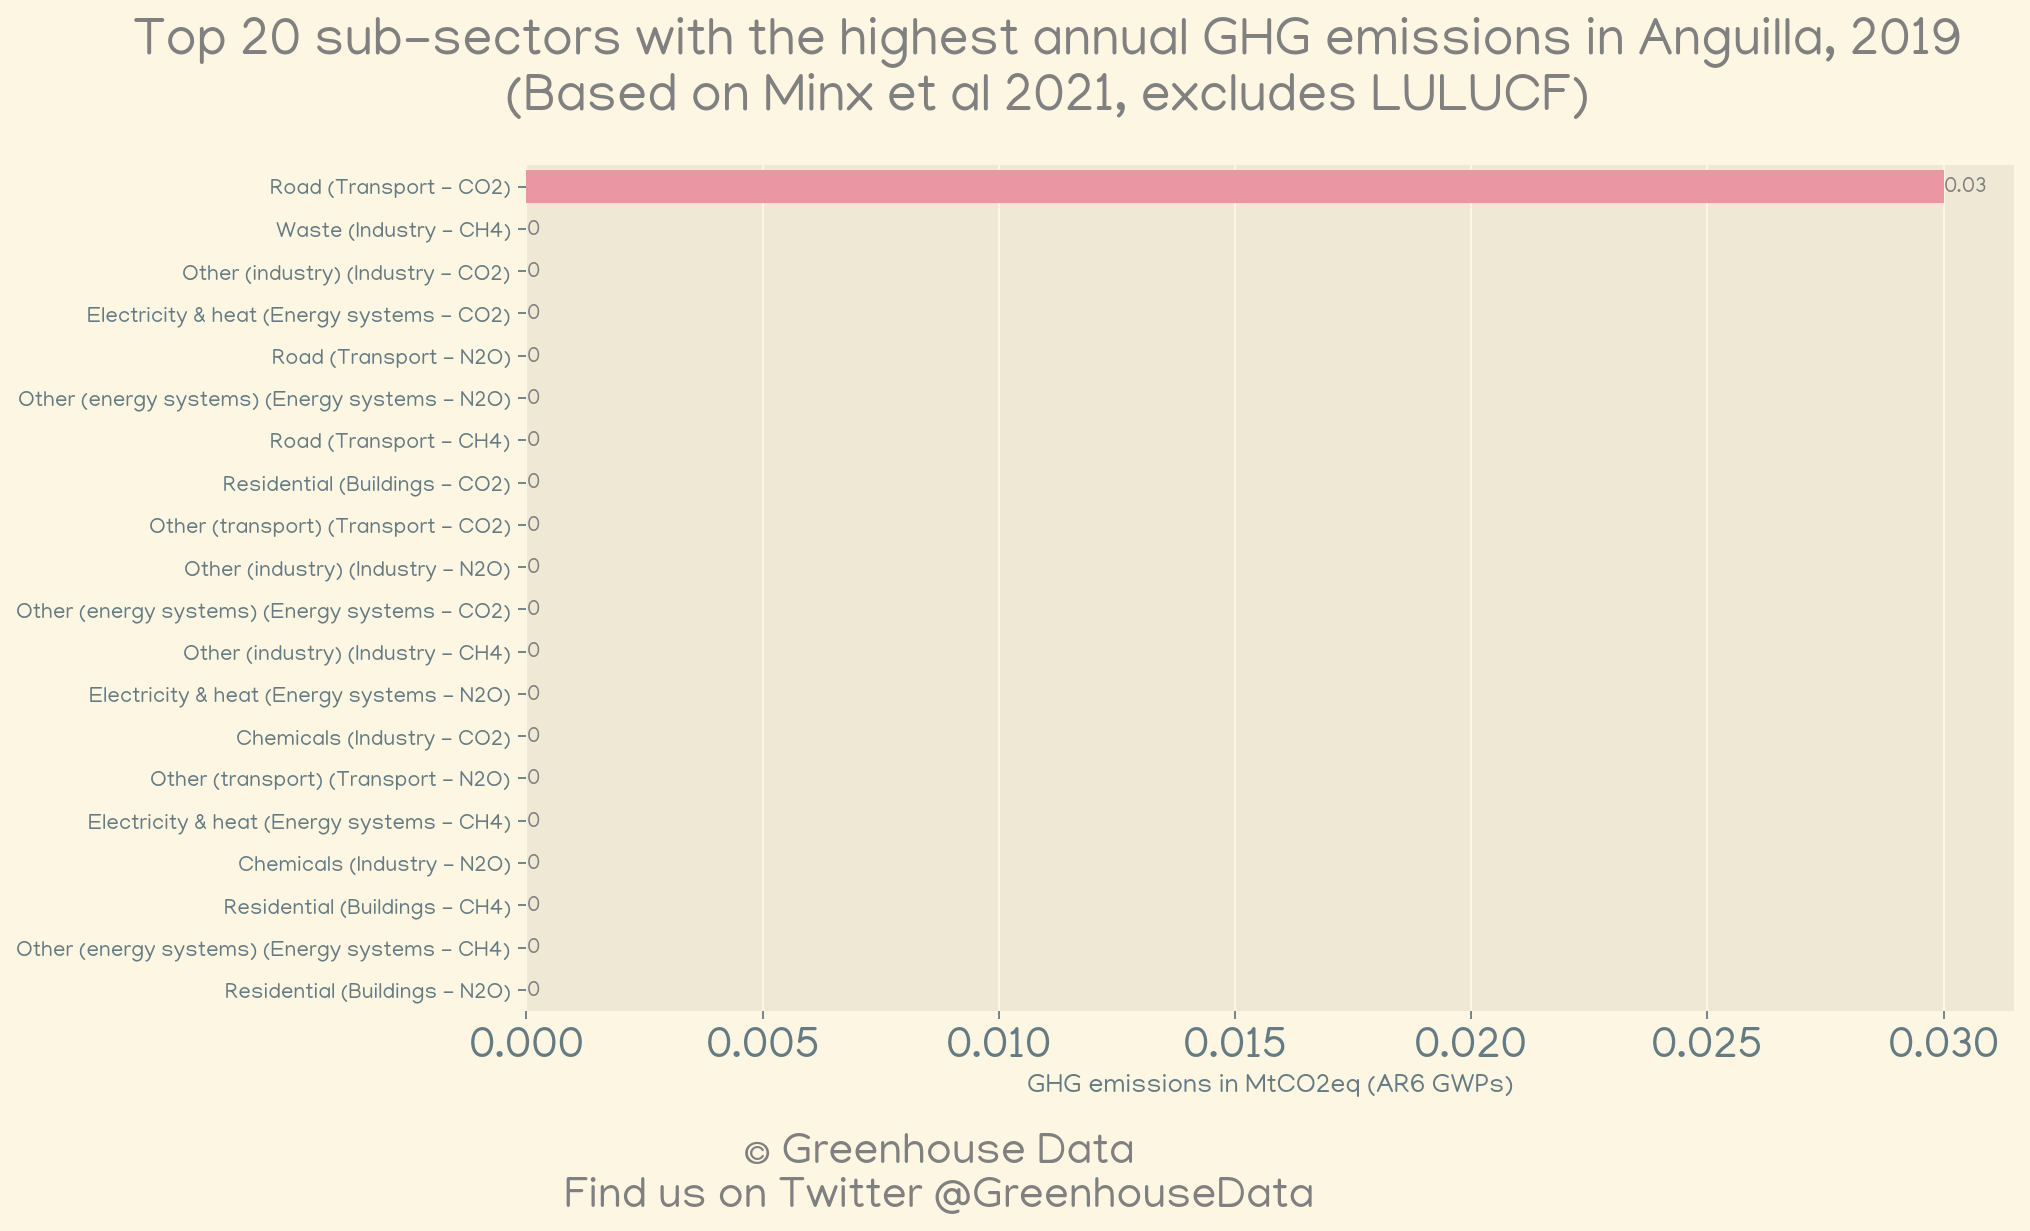 Top 20 sub-sectors with the highest annual GHG emissions in Anguilla, 2019
(Based on Minx et al 2021, excludes LULUCF)
Road (Transport - CO2) 0.03
Waste (Industry - CH4) 0
Other (industry) (Industry - CO2) 0
Electricity & heat (Energy systems - CO2) 0
Road (Transport - N2O) 0
Other (energy systems) (Energy systems - N2O) 0
Road (Transport - CH4) 0
Residential (Buildings - CO2) 0
Other (transport) (Transport - CO2) 0
Other (industry) (Industry - N2O) 0
Other (energy systems) (Energy systems - CO2) 0
Other (industry) (Industry - CH4) 0
Electricity & heat (Energy systems - N2O) 0
Chemicals (Industry - CO2) 0
Other (transport) (Transport - N2O) 0
Electricity & heat (Energy systems - CH4) 0
Chemicals (Industry - N2O) 0
Residential (Buildings - CH4) 0
Other (energy systems) (Energy systems - CH4) 0
Residential (Buildings - N2O) 0
0.000 0.005 0.010 0.015 0.020 0.025 0.030
GHG emissions in MtCO2eq (AR6 GWPs)
© Greenhouse Data
Find us on Twitter @GreenhouseData